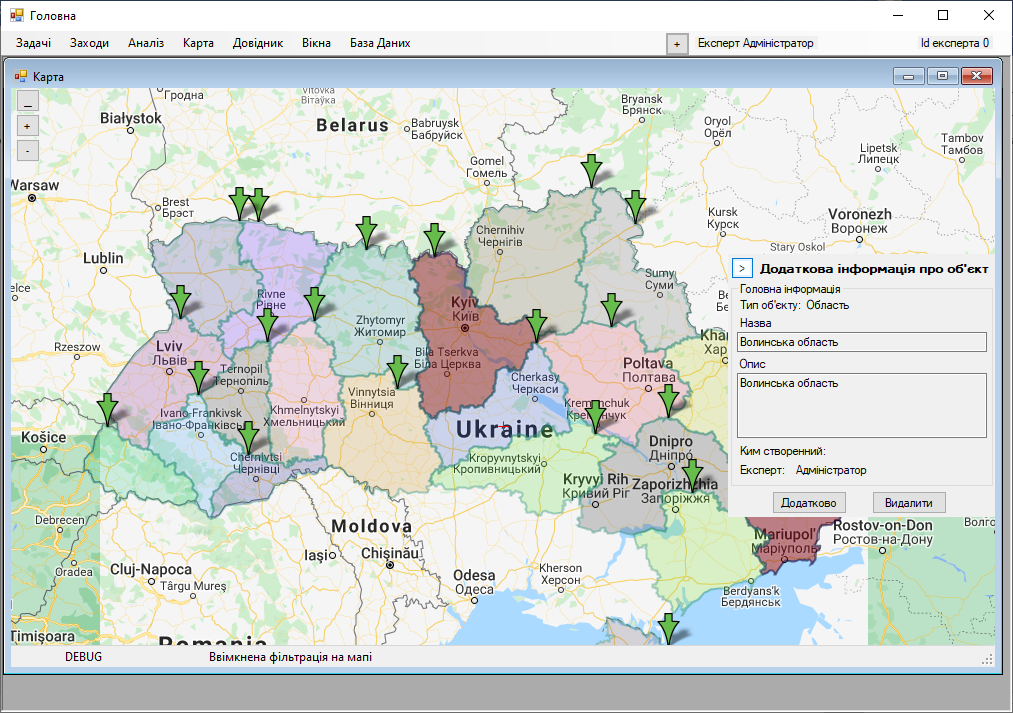 Головна
Задачі Заходи Аналіз Карта Довідник Вікна База Даних + Експерт Адміністратор Id експерта 0
Карта
_
+
-
Гродна
Vitovka
Вітаўка
Białystok
Belarus
Babruysk
Бабруйск
Bryansk
Брянск
Oryol
Орёл
Tambov
Тамбов
Lipetsk
Липецк
Gomel
Гомель
Warsaw
Brest
Брэст
Kursk
Курск
Voronezh
Воронеж
Chernihiv
Чернігів
Stary Oskol
Lublin
Sumy
Суми
> Додаткова інформація про об'єкт
Головна інформація
Тип об'єкту: Область
Назва
Волинська область
Опис
Волинська область
Ким створенний:
Експерт: Адміністратор
Додатково Видалити
elce
Rivne
Рівне
Kyiv
Київ
Zhytomyr
Житомир
Rzeszow
Lviv
Львів
Bila Tserkva
Біла Церква
Poltava
Полтава
Ternopil
Тернопіль
Cherkasy
Черкаси
Vinnytsia
Вінниця
Ivano-Frankivsk
Івано-Франківськ
Khmelnytskyi
Хмельницький
Kremenchuk
Кременчук
Ukraine
Košice
Chernivtsi
Чернівці
Kropyvnytskyi
Кропивницький
Dnipro
Дніпро
Kryvyi Rih
Кривий Ріг
Zaporizhzhia
Запоріжжя
Debrecen
Moldova
Mariupol'
Маріуполь
Rostov-on-Don
Ростов-на-Дону
Волго
Iași
Chișinău
Oradea
Cluj-Napoca
Târgu Mureș
Odesa
Одеса
Kherson
Херсон
Berdyans'k
Бердянськ
Timișoara
Romania
DEBUG Ввімкнена фільтрація на мапі